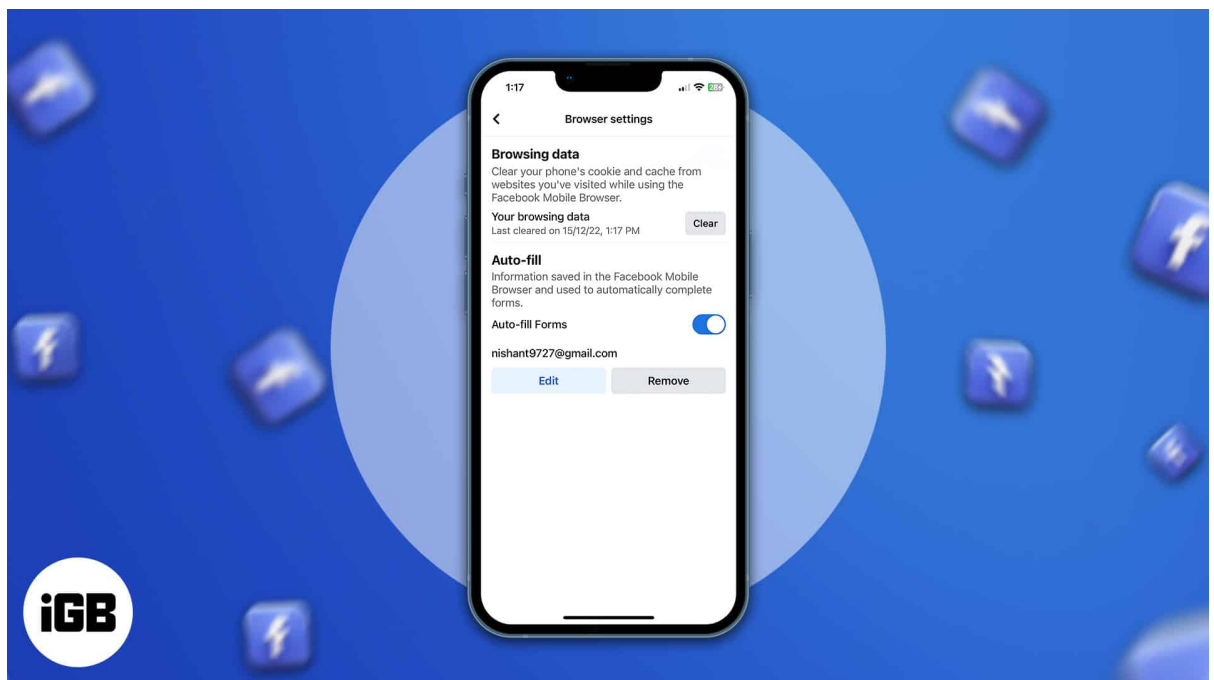 1:17
Browser settings
Browsing data
Clear your phone's cookie and cache from
websites you've visited while using the
Facebook Mobile Browser.
Your browsing data
Last cleared on 15/12/22, 1:17 PM
Clear
Auto-fill
Information saved in the Facebook Mobile
Browser and used to automatically complete
forms.
Auto-fill Forms
nishant9727@gmail.com
Edit
Remove
iGB